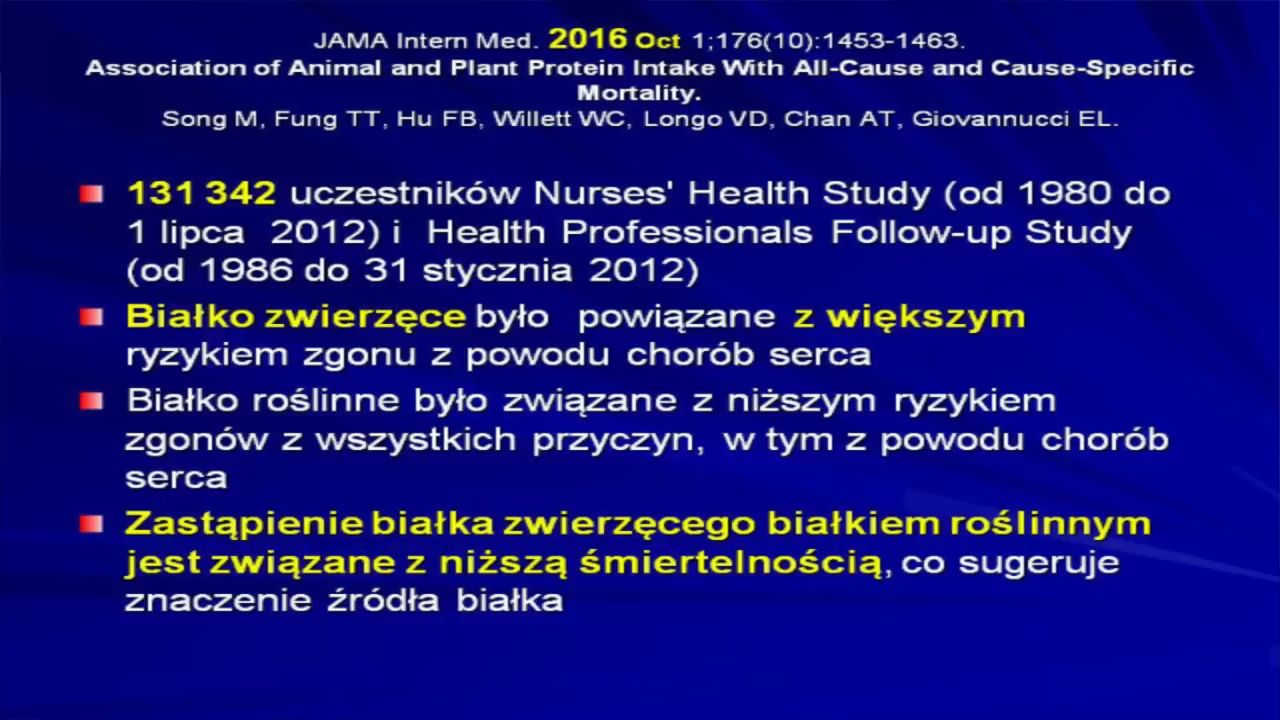 JAMA Intern Med. 2016 Oct 1;176(10):1453-1463.
Association of Animal and Plant Protein Intake With All-Cause and Cause-Specific
Mortality.
Song M, Fung TT, Hu FB, Willett WC, Longo VD, Chan AT, Giovannucci EL.
131 342 uczestników Nurses' Health Study (od 1980 do
1 lipca 2012) i Health Professionals Follow-up Study
(od 1986 do 31 stycznia 2012)
Białko zwierzęce było powiązane z większym
ryzykiem zgonu z powodu chorób serca
Białko roślinne było związane z niższym ryzykiem
zgonów z wszystkich przyczyn, w tym z powodu chorób
serca
Zastąpienie białka zwierzęcego białkiem roślinnym
jest związane z niższą śmiertelnością, co sugeruje
znaczenie źródła białka